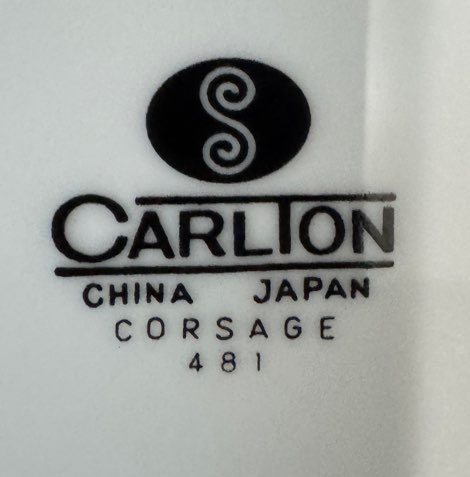 S
CARLTON
CHINA JAPAN
CORSAGE
481